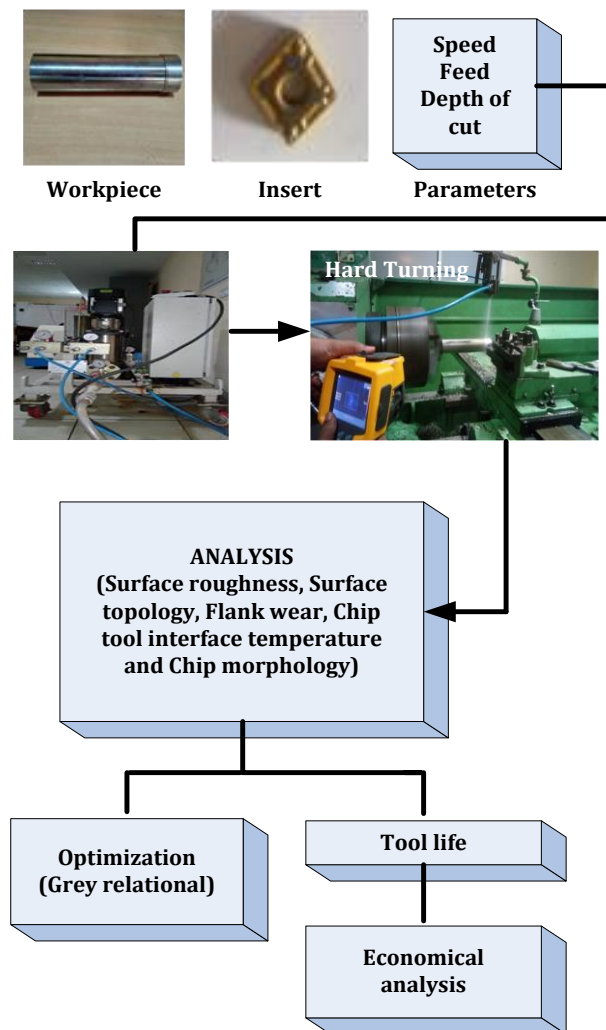 Speed
Feed
Depth of
cut
Workpiece
Insert
Parameters
Hard Turning
ANALYSIS
(Surface roughness, Surface
topology, Flank wear, Chip
tool interface temperature
and Chip morphology)
Optimization
(Grey relational)
Tool life
Economical
analysis